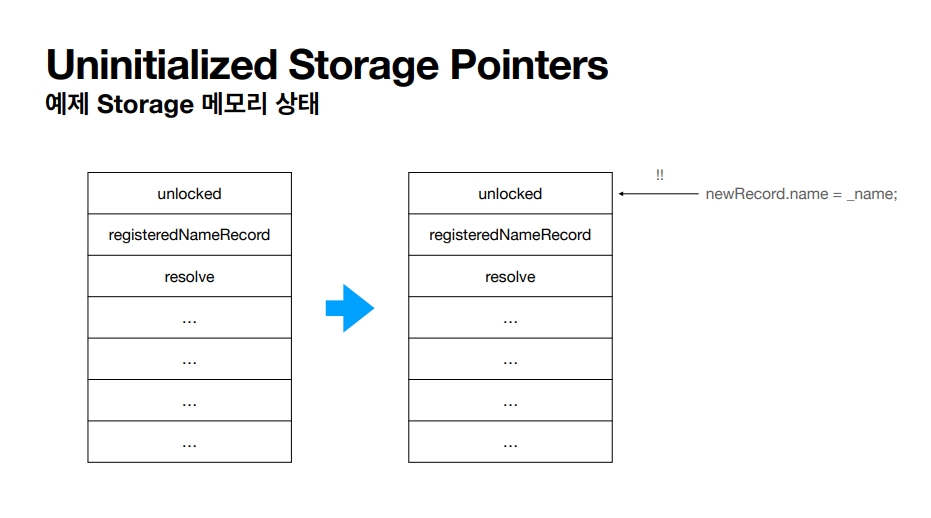 Uninitialized Storage Pointers
예제 Storage 메모리 상태
unlocked
registeredNameRecord
resolve
...
...
...
...
unlocked
registeredNameRecord
resolve
...
...
...
...
!!
newRecord.name = _name;